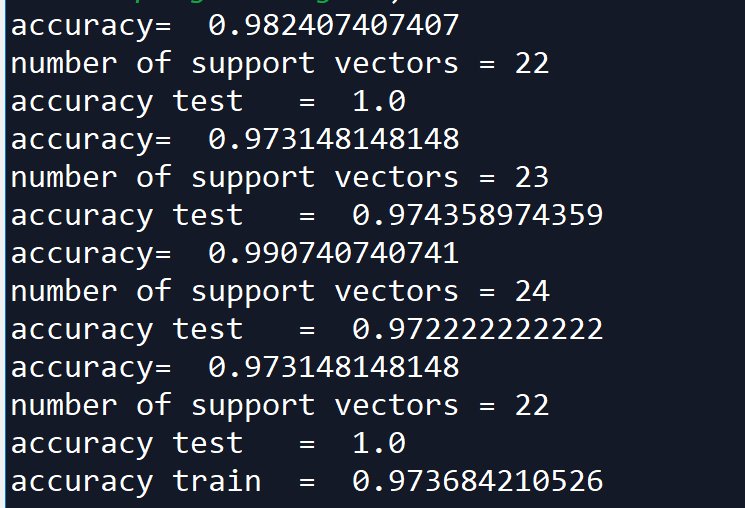 accuracy=  0.982407407407
number of support vectors = 22
accuracy test   =  1.0
accuracy=  0.973148148148
number of support vectors = 23
accuracy test   =  0.974358974359
accuracy=  0.990740740741
number of support vectors = 24
accuracy test   =  0.972222222222
accuracy=  0.973148148148
number of support vectors = 22
accuracy test   =  1.0
accuracy train  =  0.973684210526